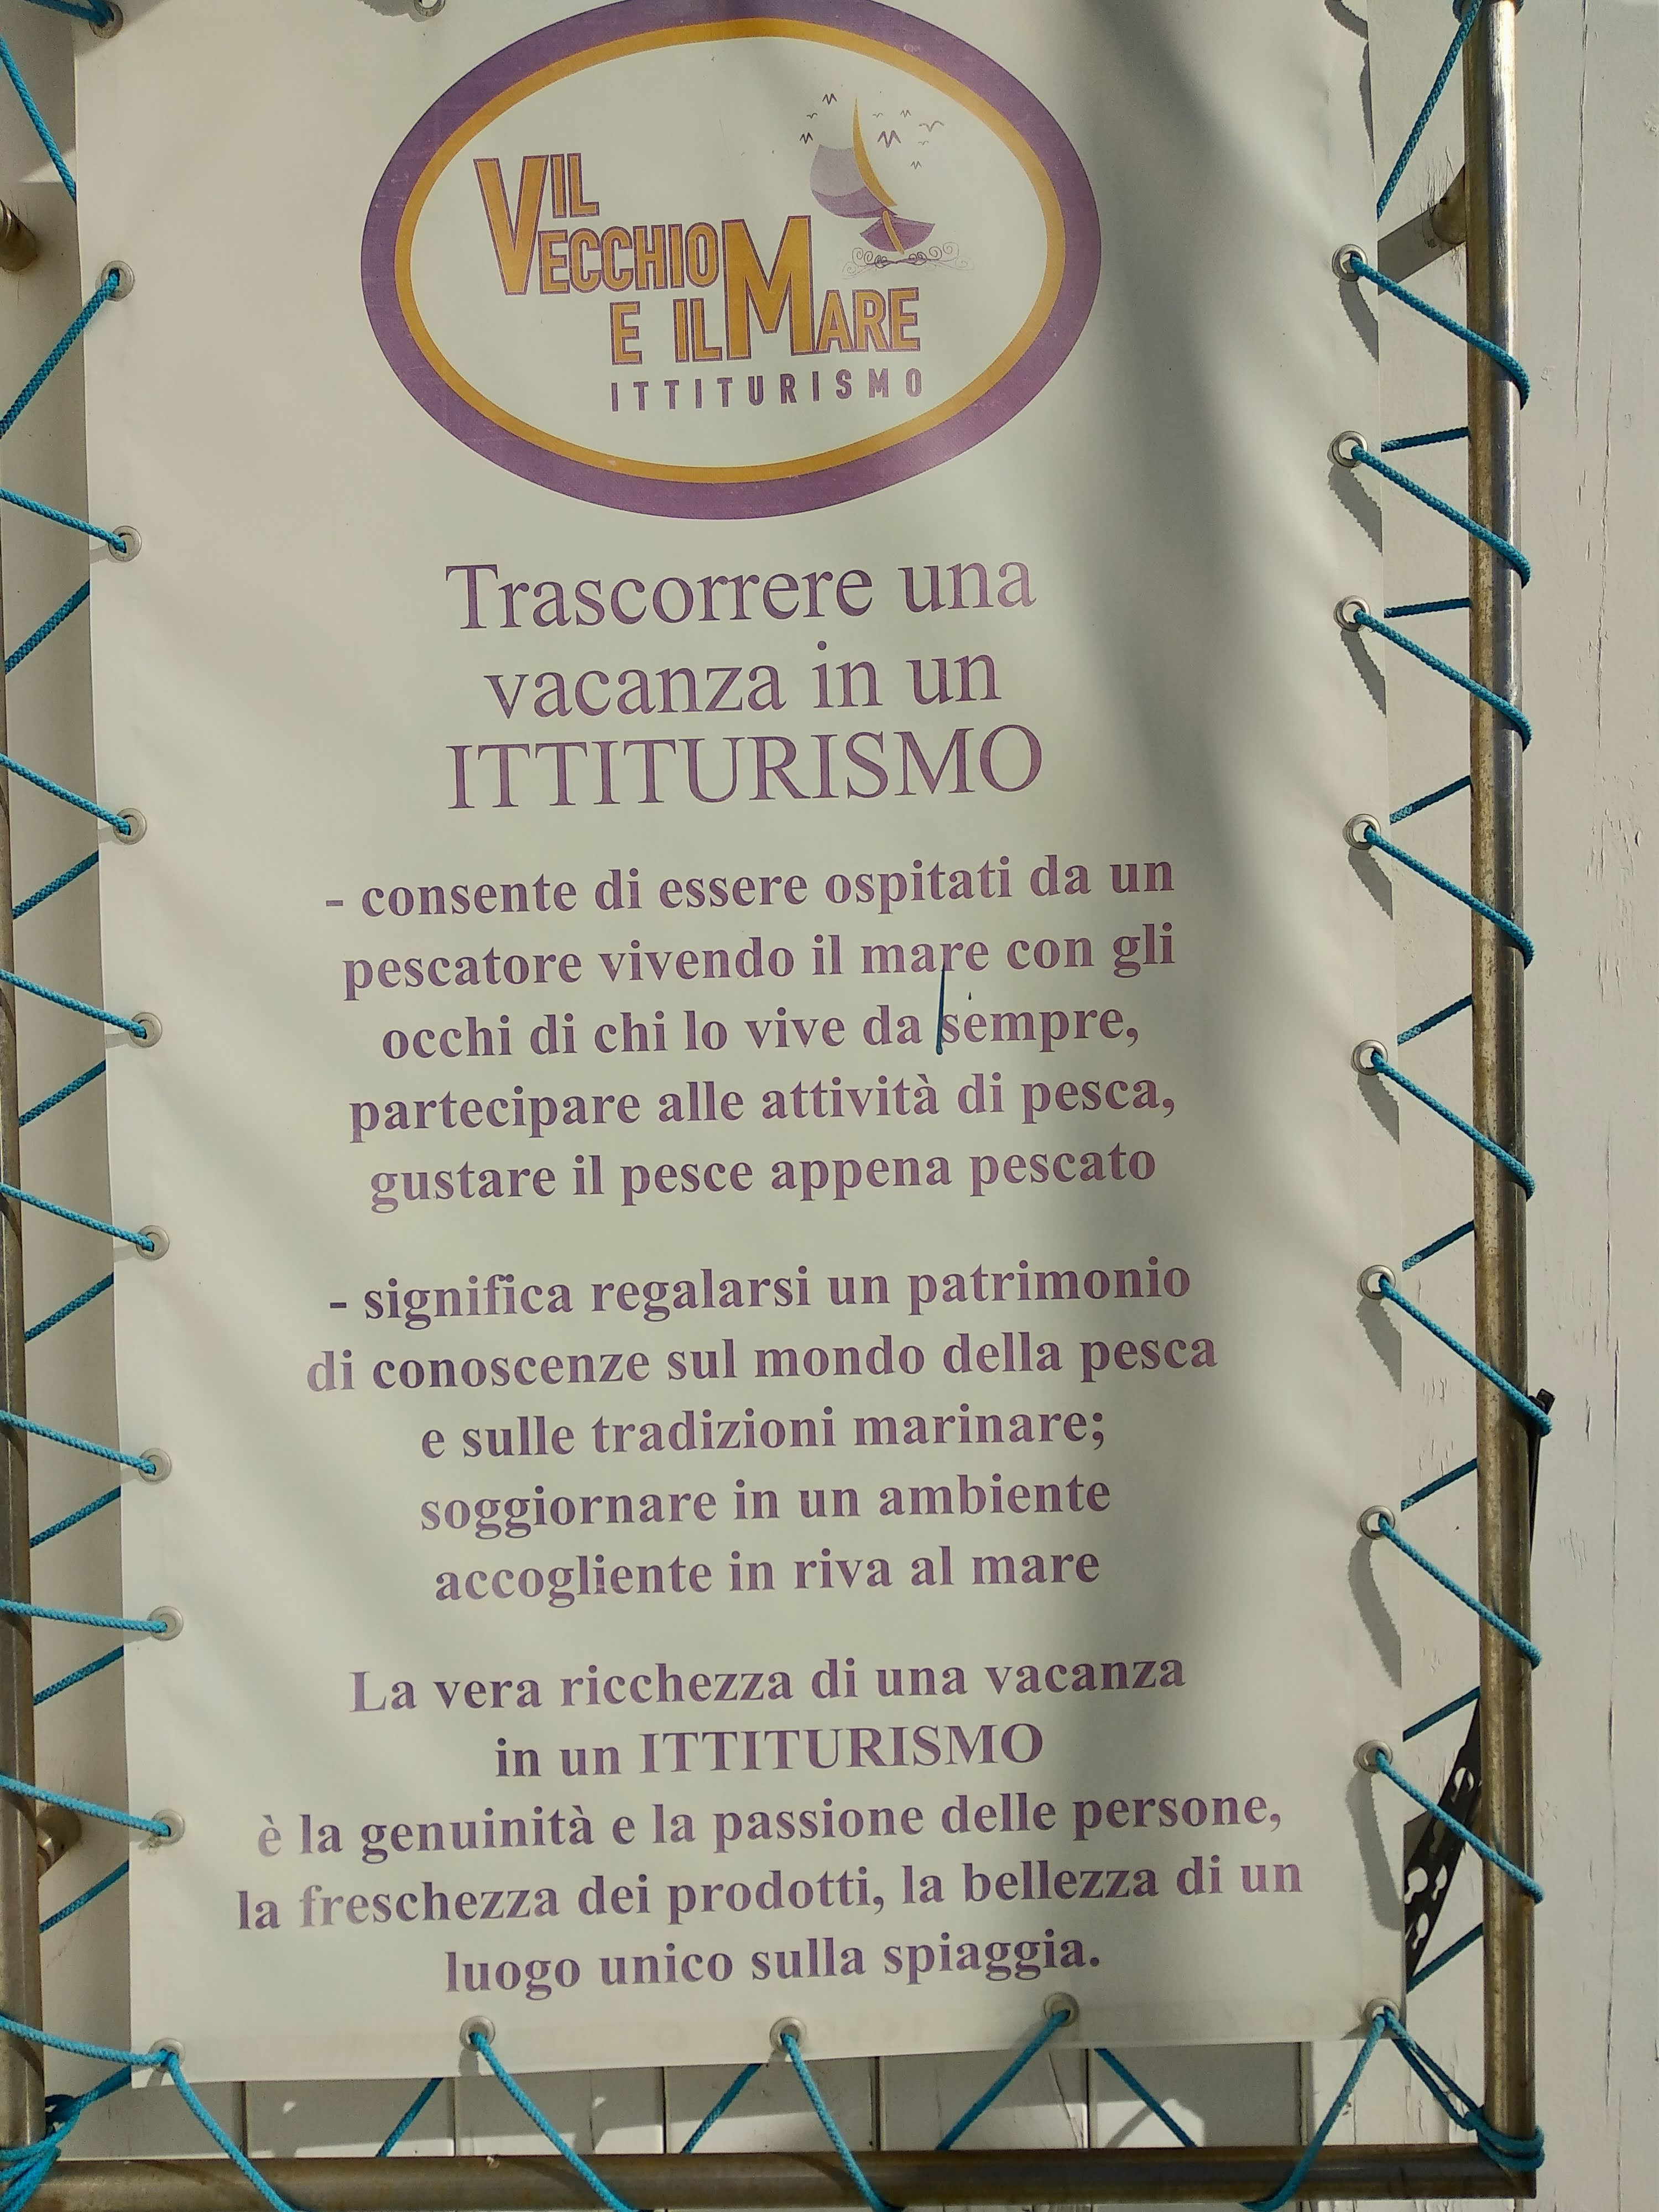 IL
VECCHIO
E IL MARE
ITTITURISMO
Trascorrere una
vacanza in un
ITTITURISMO
- consente di essere ospitati da un
pescatore vivendo il mare con gli
occhi di chi lo vive da sempre,
partecipare alle attività di pesca,
gustare il pesce appena pescato
- significa regalarsi un patrimonio
di conoscenze sul mondo della pesca
e sulle tradizioni marinare;
soggiornare in un ambiente
accogliente in riva al mare
La vera ricchezza di una vacanza
in un ITTITURISMO
è la genuinità e la passione delle persone,
la freschezza dei prodotti, la bellezza di un
luogo unico sulla spiaggia.